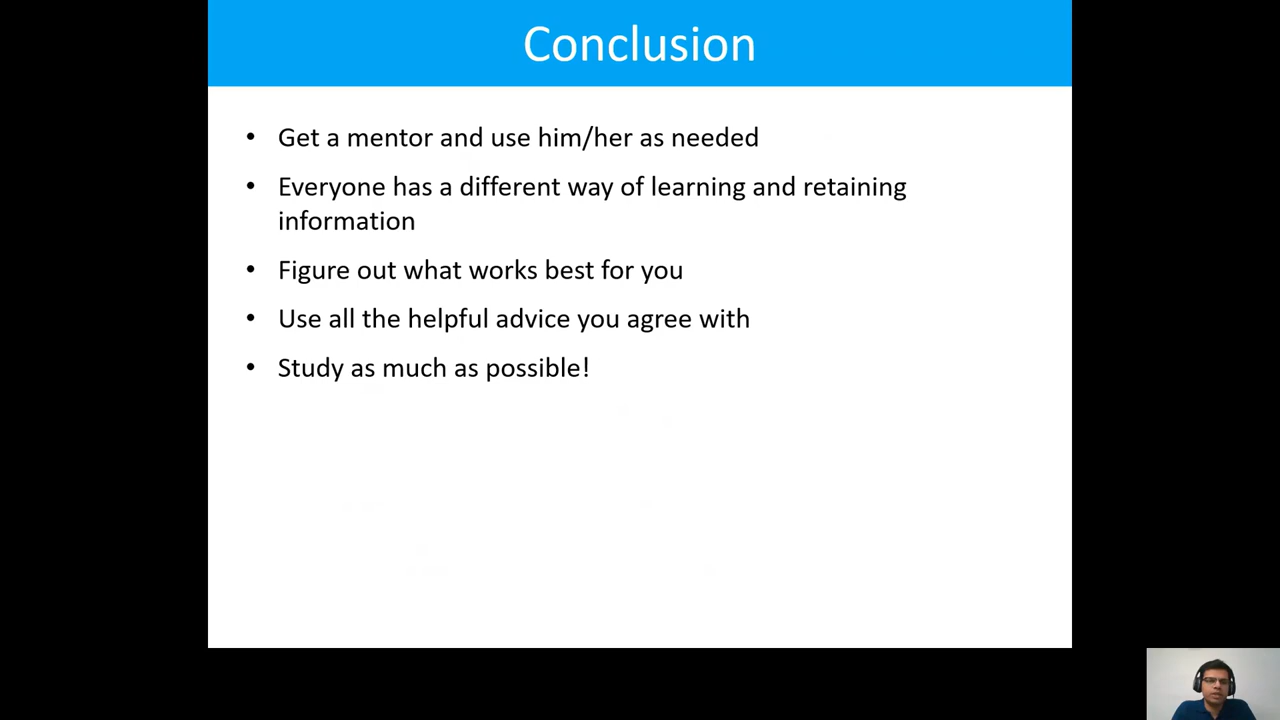 Conclusion
• Get a mentor and use him/her as needed
• Everyone has a different way of learning and retaining
information
• Figure out what works best for you
• Use all the helpful advice you agree with
• Study as much as possible!